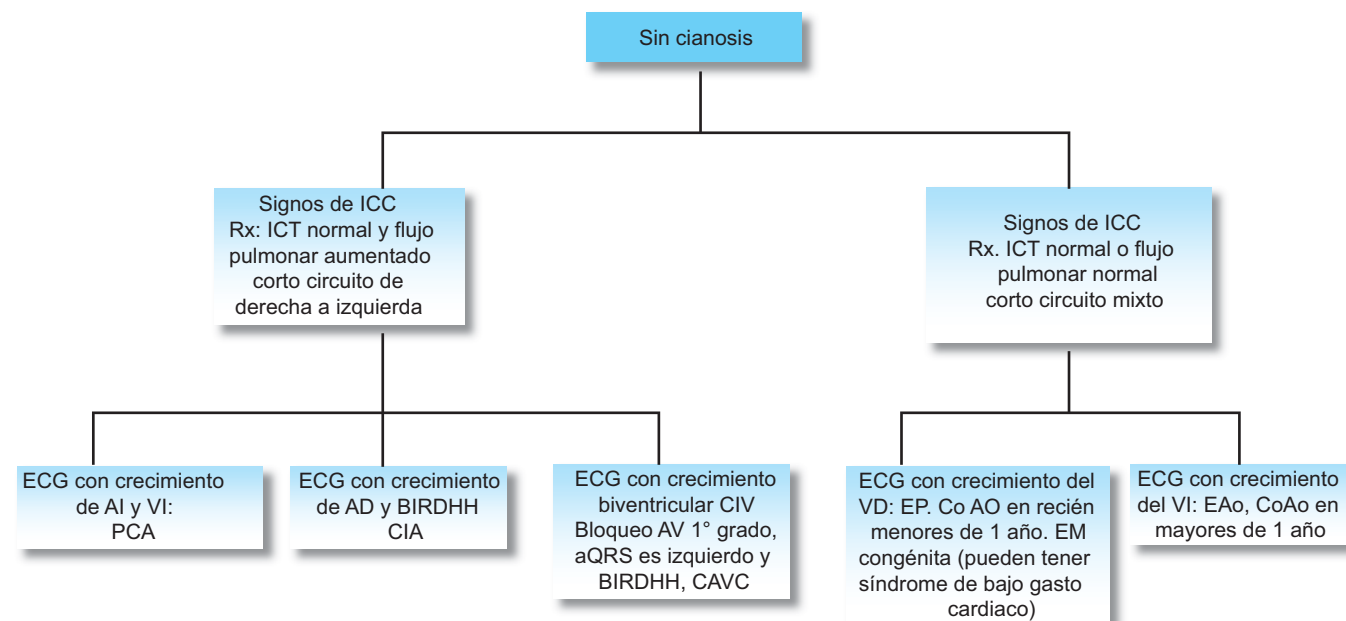 Sin cianosis
Signos de ICC
Rx: ICT normal y flujo
pulmonar aumentado
corto circuito de
derecha a izquierda
Signos de ICC
Rx. ICT normal o flujo
pulmonar normal
corto circuito mixto
ECG con crecimiento
de AI y VI:
PCA
ECG con crecimiento
de AD y BIRDHH
CIA
ECG con crecimiento
biventricular CIV
Bloqueo AV 1° grado,
aQRS es izquierdo y
BIRDHH, CAVC
ECG con crecimiento del
VD: EP. Co AO en recién
menores de 1 año. EM
congénita (pueden tener
síndrome de bajo gasto
cardiaco)
ECG con crecimiento
del VI: EAo, CoAo en
mayores de 1 año